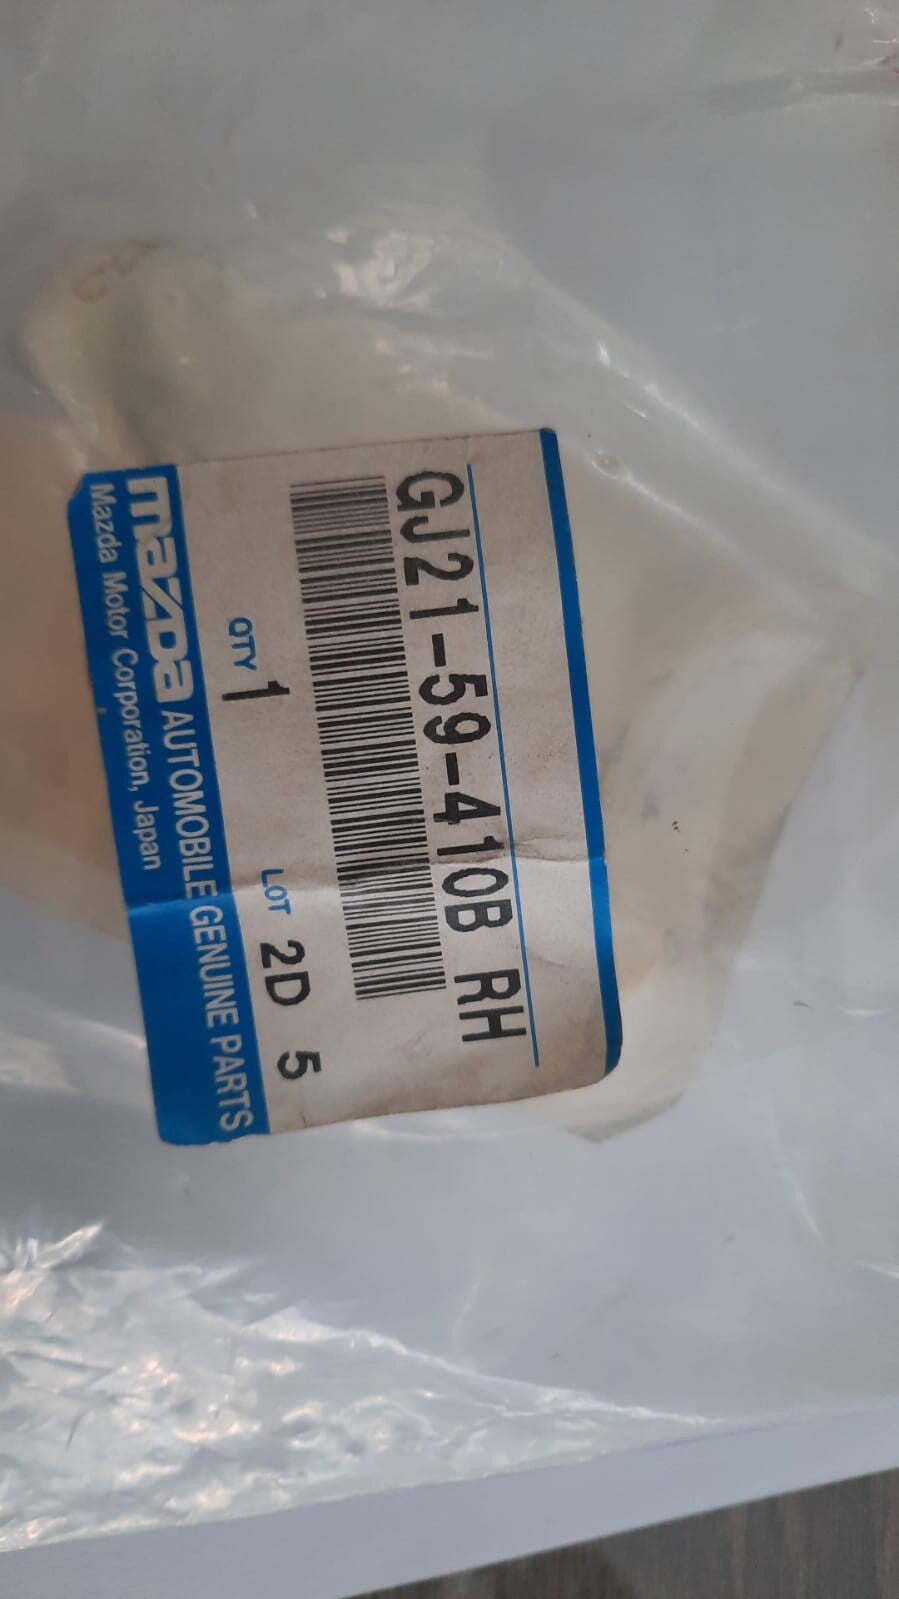 GJ21-59-410B RH
QTY 1 LOT 2D 5
mazda AUTOMOBILE GENUINE PARTS
Mazda Motor Corporation, Japan